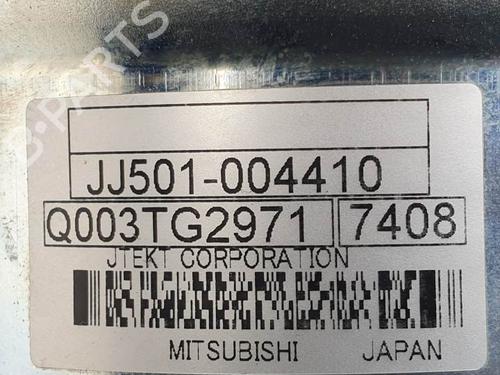 B-PARTS
JJ501-004410
Q003TG2971 7408
JTEKT CORPORATION
MITSUBISHI JAPAN